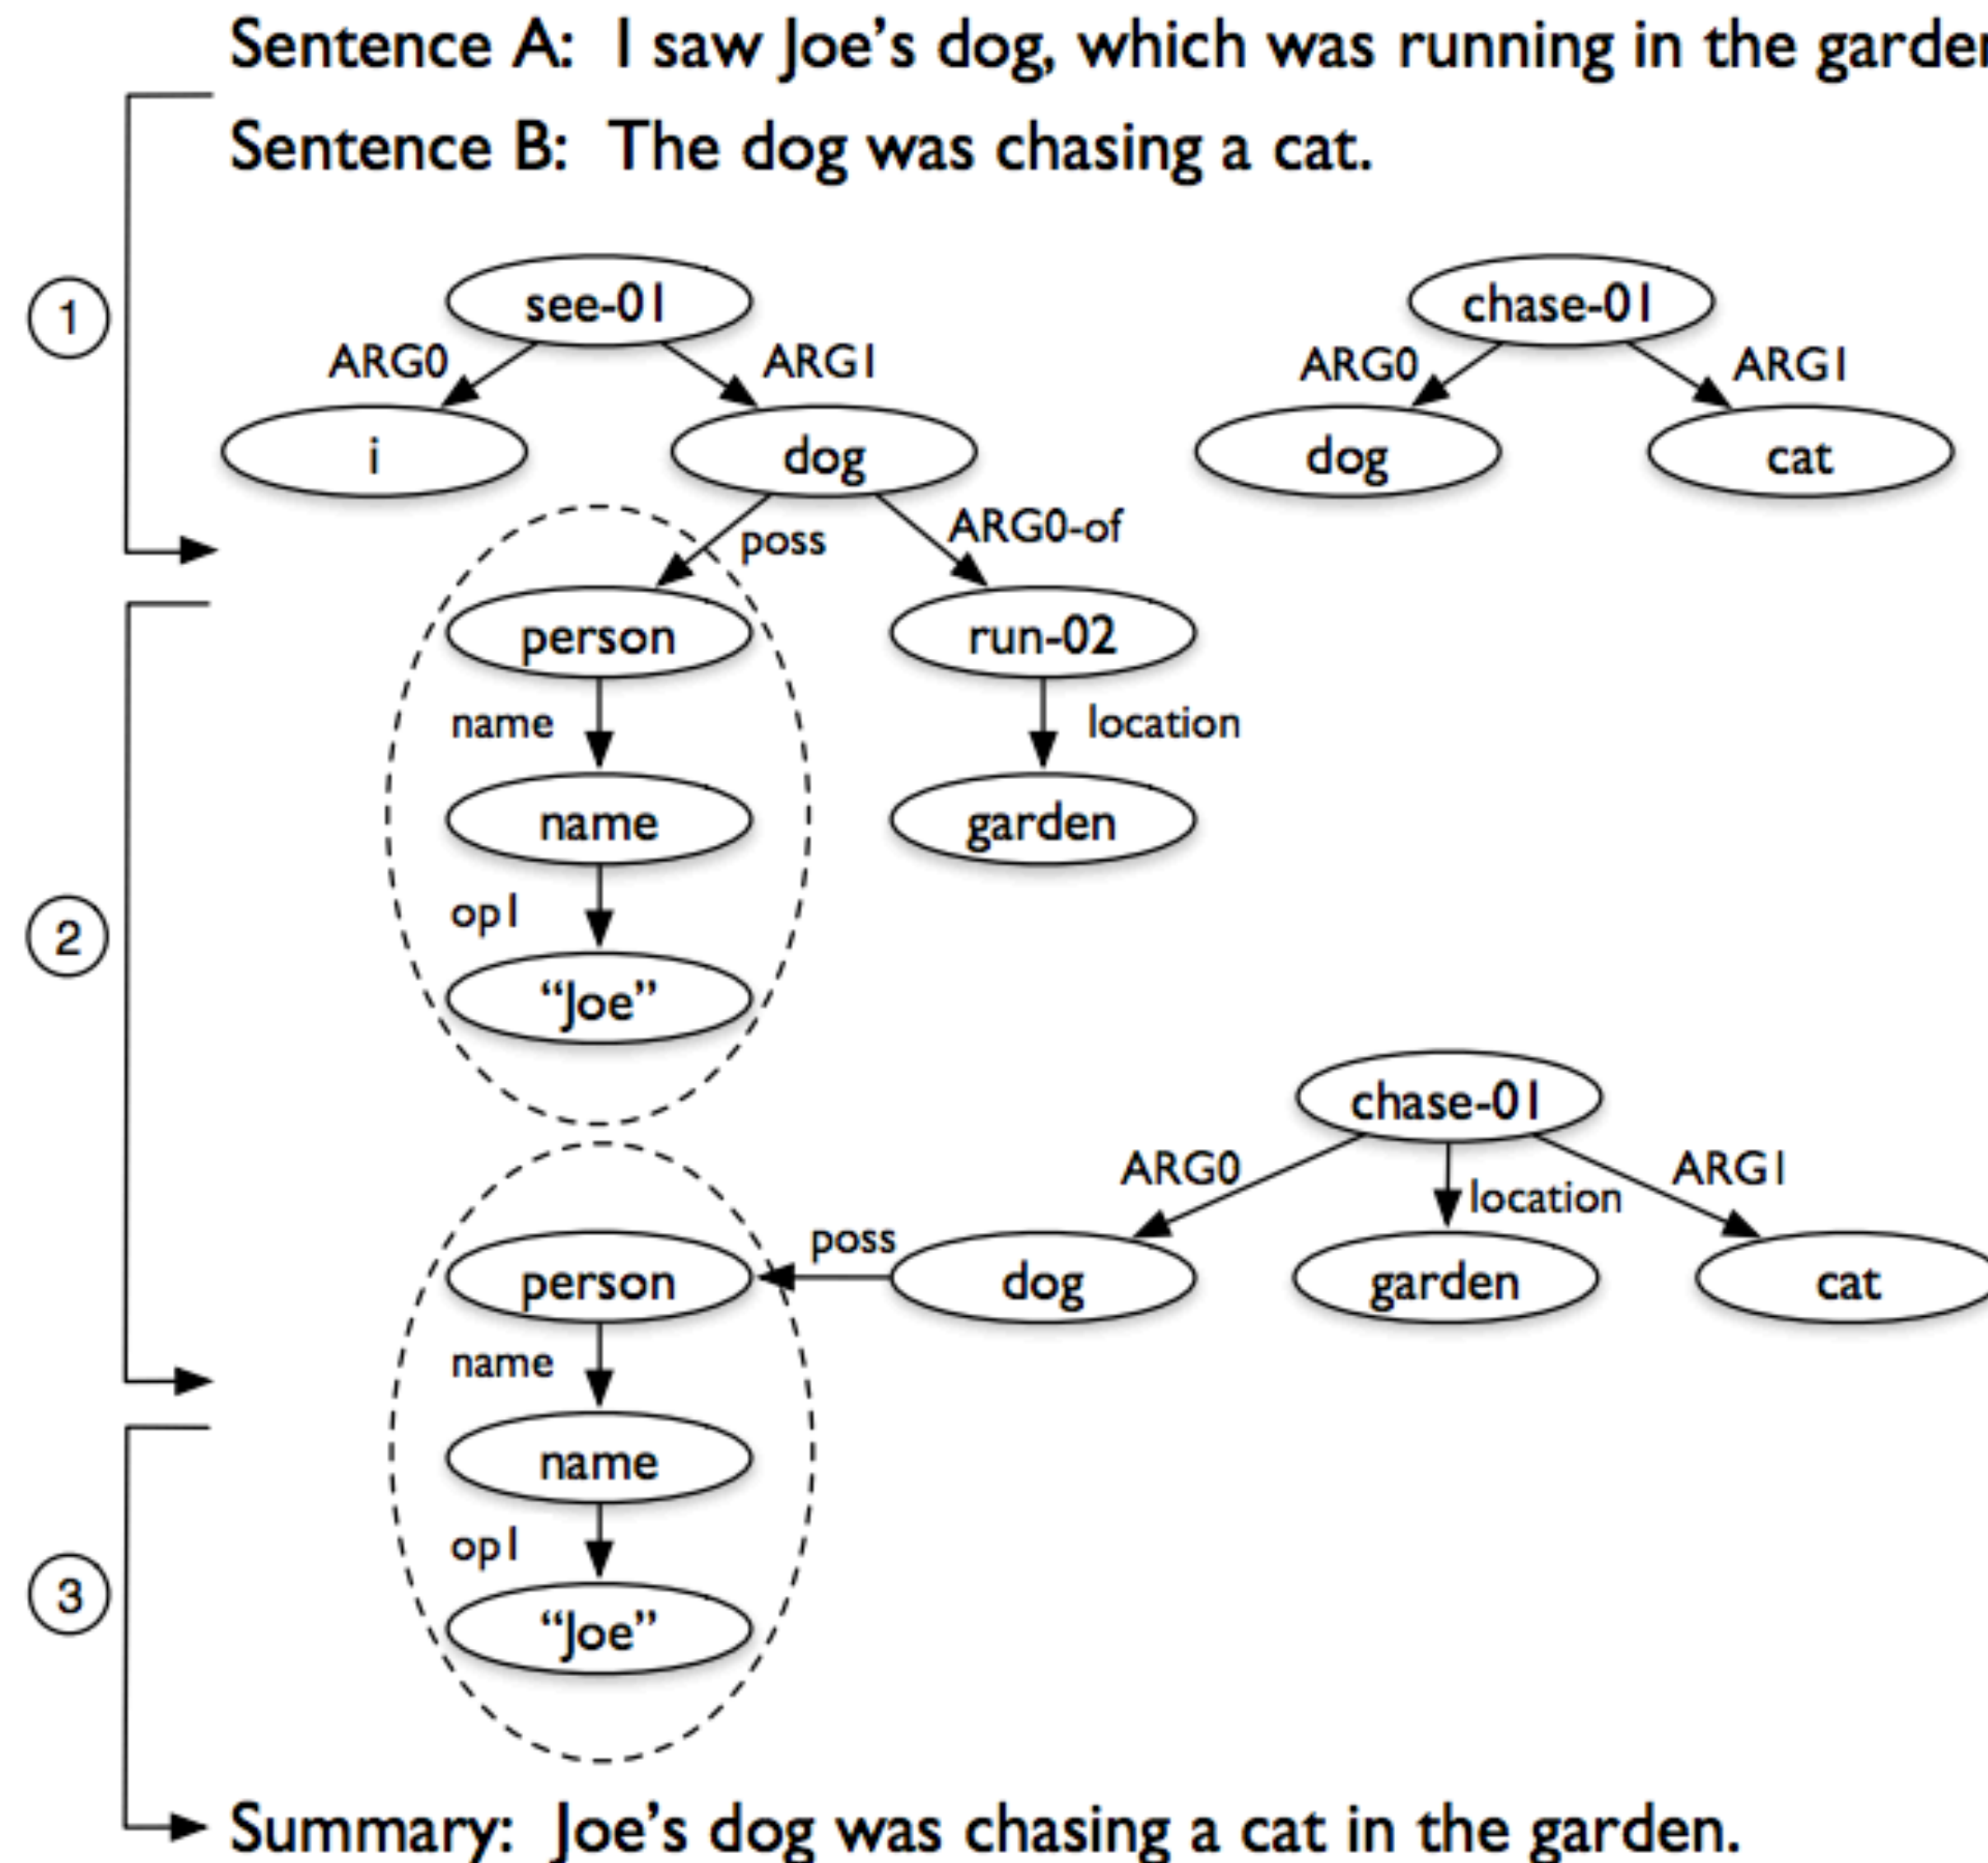 Sentence A: I saw Joe's dog, which was running in the garden
Sentence B: The dog was chasing a cat.
1
see-01
chase-01
ARG0
ARG1
ARG0
ARG1
i
dog
dog
cat
poss
ARG0-of
person
run-02
name
location
name
garden
2
op1
“Joe”
chase-01
ARG0
location
ARG1
poss
person
dog
garden
cat
name
name
op1
3
“Joe”
Summary: Joe's dog was chasing a cat in the garden.